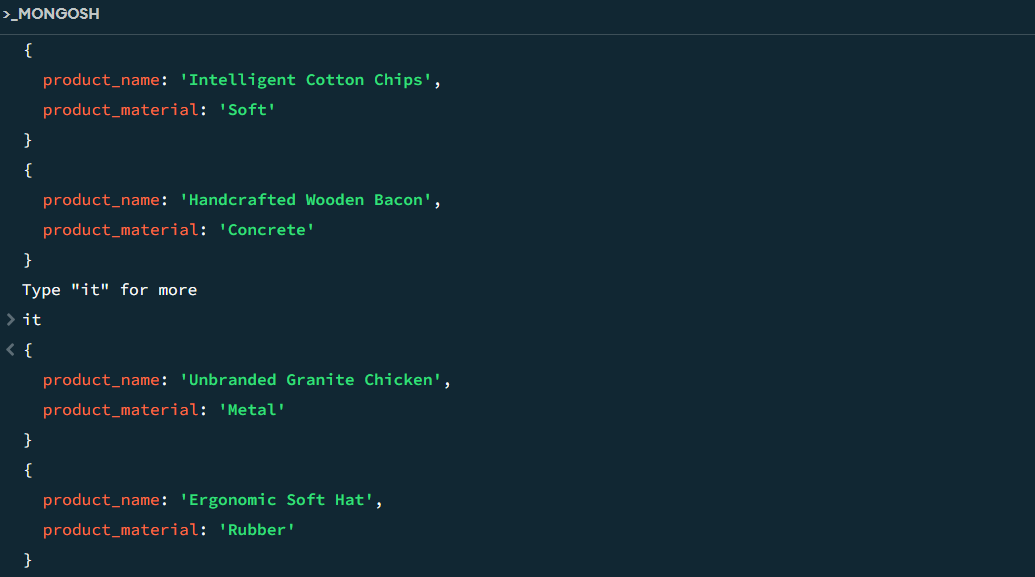 >_MONGOSH
{
product_name: 'Intelligent Cotton Chips',
product_material: 'Soft'
}
{
product_name: 'Handcrafted Wooden Bacon',
product_material: 'Concrete'
}
Type "it" for more
> it
< {
product_name: 'Unbranded Granite Chicken',
product_material: 'Metal'
}
{
product_name: 'Ergonomic Soft Hat',
product_material: 'Rubber'
}